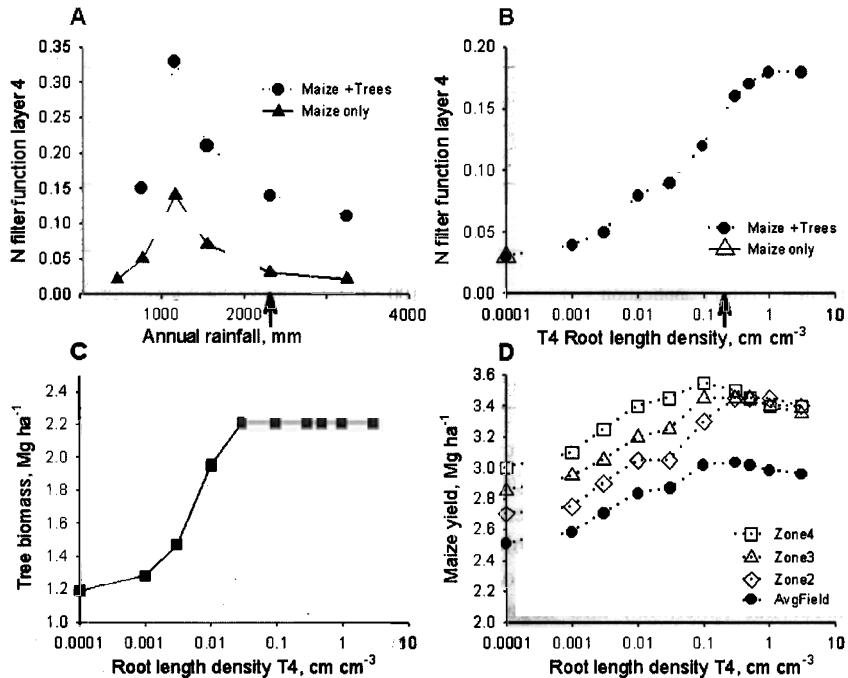 A
N filter function layer 4
0.35
0.30
0.25
0.20
0.15
0.10
0.05
0.00
Maize +Trees
Maize only
1000
2000
3000
4000
Annual rainfall, mm
B
N filter function layer 4
0.20
0.15
0.10
0.05
0.00
Maize +Trees
Maize only
0.0001
0.001
0.01
0.1
1
10
T4 Root length density, cm cm-3
C
Tree biomass, Mg ha-1
2.4
2.2
2.0
1.8
1.6
1.4
1.2
1.0
0.0001
0.001
0.01
0.1
1
10
Root length density T4, cm cm-3
D
Maize yield, Mg ha-1
3.6
3.4
3.2
3.0
2.8
2.6
2.4
2.2
2.0
Zone4
Zone3
Zone2
AvgField
0.0001
0.001
0.01
0.1
1
10
Root length density T4, cm cm-3